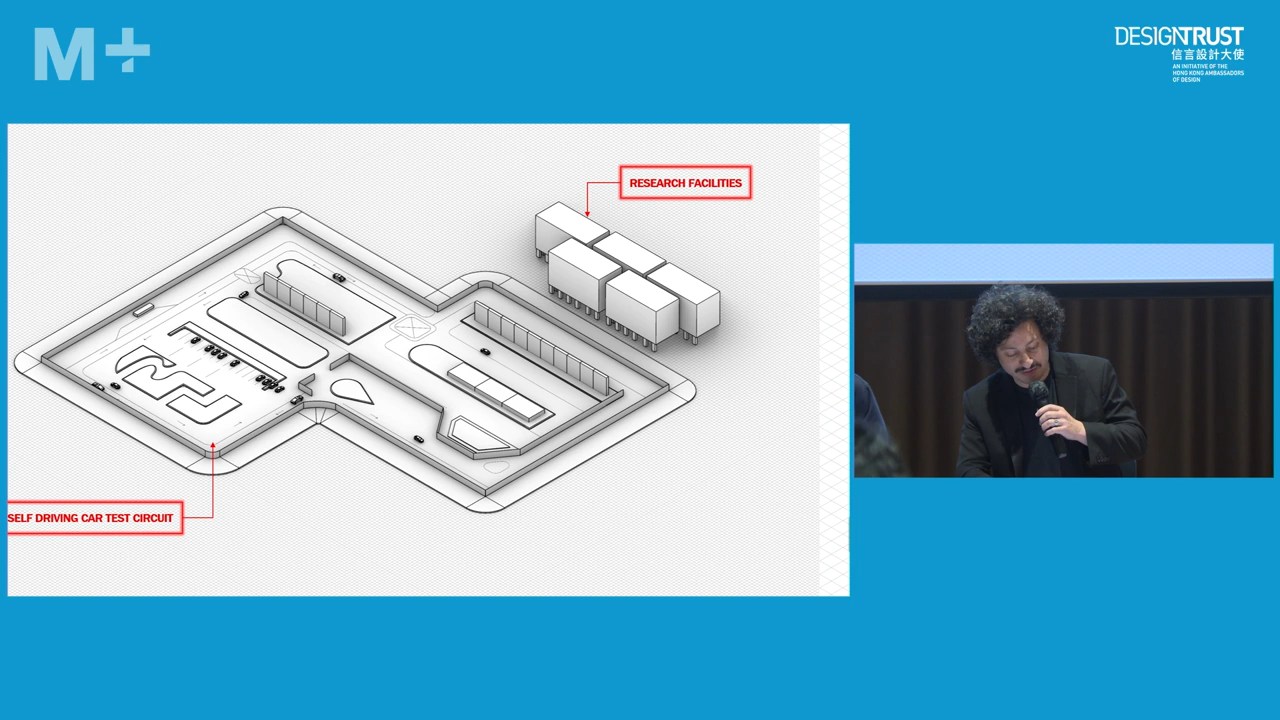 M+
DESIGNTRUST
信言設計大使
AN INITIATIVE OF THE
HONG KONG AMBASSADORS
OF DESIGN
RESEARCH FACILITIES
SELF DRIVING CAR TEST CIRCUIT